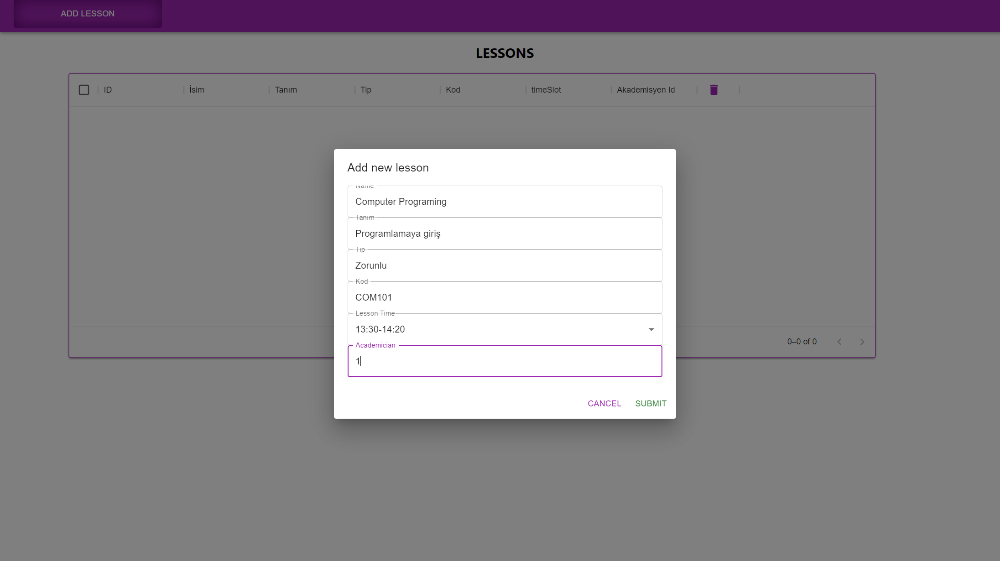 ADD LESSON
LESSONS
ID İsim Tanım Tip Kod timeSlot Akademisyen Id
Add new lesson
Name
Computer Programing
Tanım
Programlamaya giriş
Tip
Zorunlu
Kod
COM101
Lesson Time
13:30-14:20
Academician
1
0–0 of 0
CANCEL SUBMIT